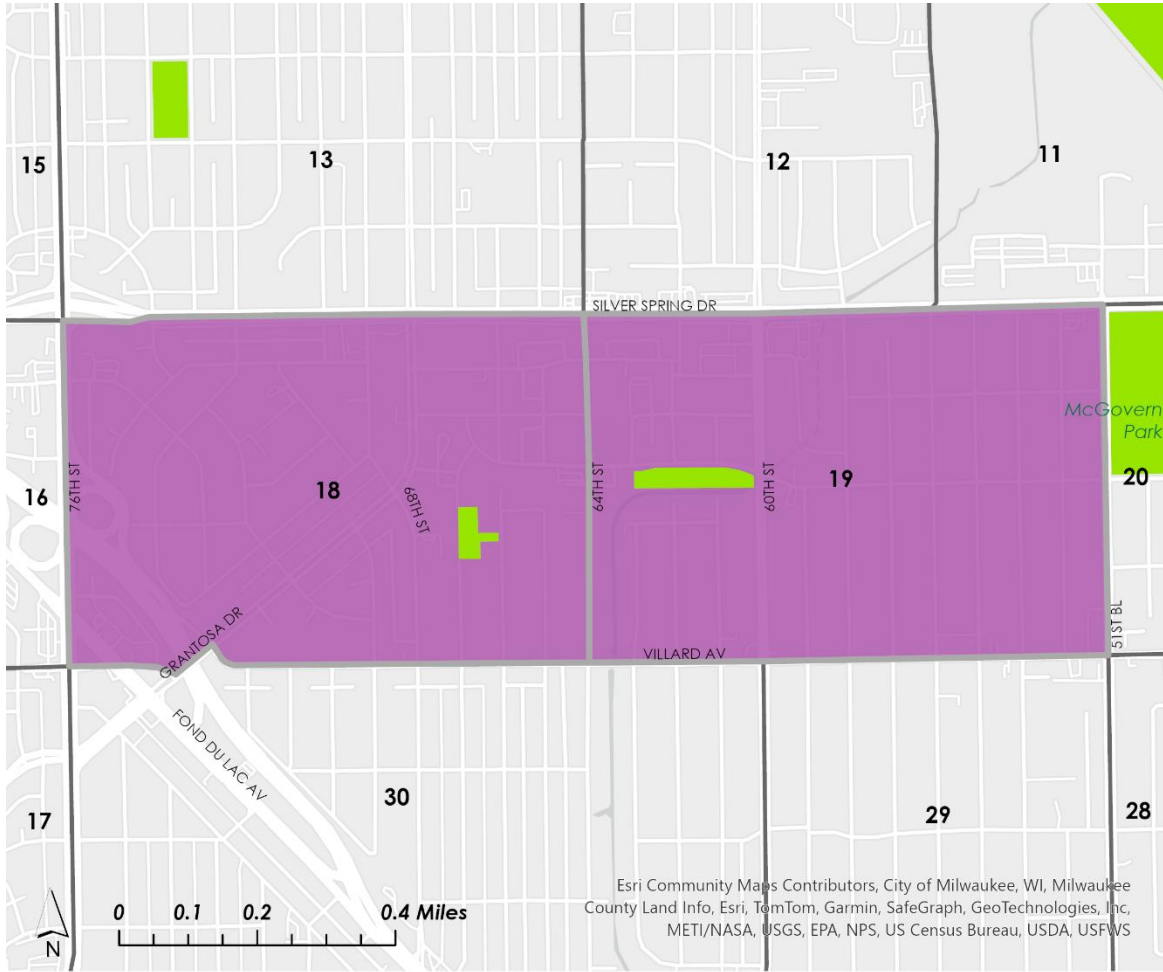 15
13
12
11
SILVER SPRING DR
McGovern
Park
16
76TH ST
18
68TH ST
64TH ST
60TH ST
19
20
51ST BL
GRANTOSA DR
VILLARD AV
FOND DU LAC AV
30
29
28
17
0 0.1 0.2 0.4 Miles
N
Esri Community Maps Contributors, City of Milwaukee, WI, Milwaukee
County Land Info, Esri, TomTom, Garmin, SafeGraph, GeoTechnologies, Inc,
METI/NASA, USGS, EPA, NPS, US Census Bureau, USDA, USFWS